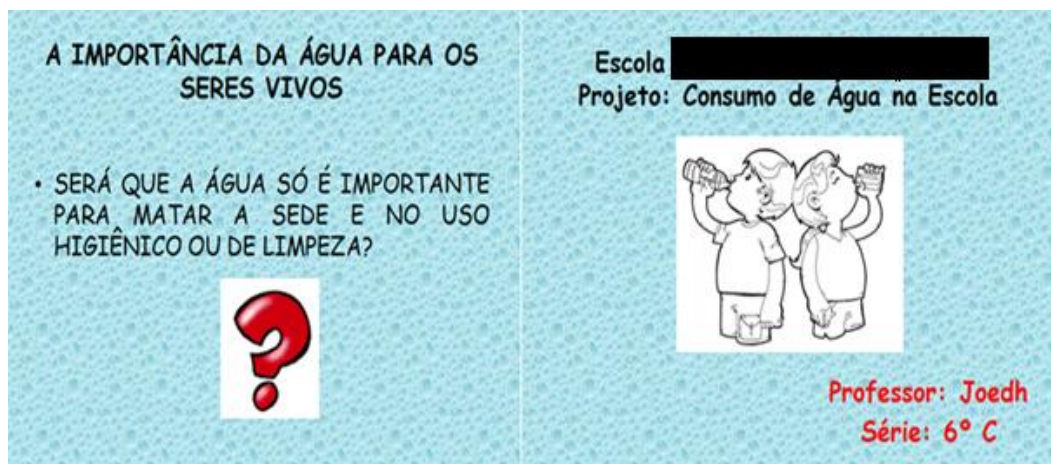 A IMPORTÂNCIA DA ÁGUA PARA OS
SERES VIVOS
• SERÁ QUE A ÁGUA SÓ É IMPORTANTE
PARA MATAR A SEDE E NO USO
HIGIÊNICO OU DE LIMPEZA?
Escola
Projeto: Consumo de Água na Escola
Professor: Joedh
Série: 6º C